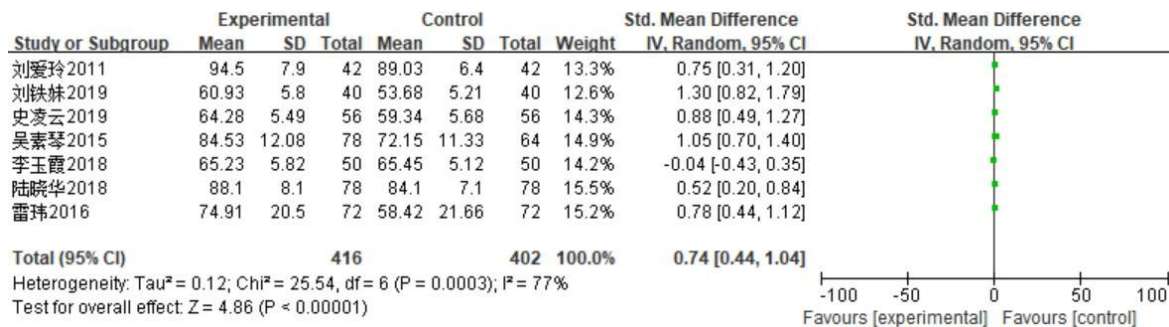 Experimental Control Std. Mean Difference Std. Mean Difference
Study or Subgroup Mean SD Total Mean SD Total Weight IV, Random, 95% CI IV, Random, 95% CI
刘爱玲2011 94.5 7.9 42 89.03 6.4 42 13.3% 0.75 [0.31, 1.20]
刘铁妹2019 60.93 5.8 40 53.68 5.21 40 12.6% 1.30 [0.82, 1.79]
史凌云2019 64.28 5.49 56 59.34 5.68 56 14.3% 0.88 [0.49, 1.27]
吴素琴2015 84.53 12.08 78 72.15 11.33 64 14.9% 1.05 [0.70, 1.40]
李玉霞2018 65.23 5.82 50 65.45 5.12 50 14.2% -0.04 [-0.43, 0.35]
陆晓华2018 88.1 8.1 78 84.1 7.1 78 15.5% 0.52 [0.20, 0.84]
雷玮2016 74.91 20.5 72 58.42 21.66 72 15.2% 0.78 [0.44, 1.12]
Total (95% CI) 416 402 100.0% 0.74 [0.44, 1.04]
Heterogeneity: Tau² = 0.12; Chi² = 25.54, df = 6 (P = 0.0003); I² = 77%
Test for overall effect: Z = 4.86 (P < 0.00001)
-100 -50 0 50 100
Favours [experimental] Favours [control]